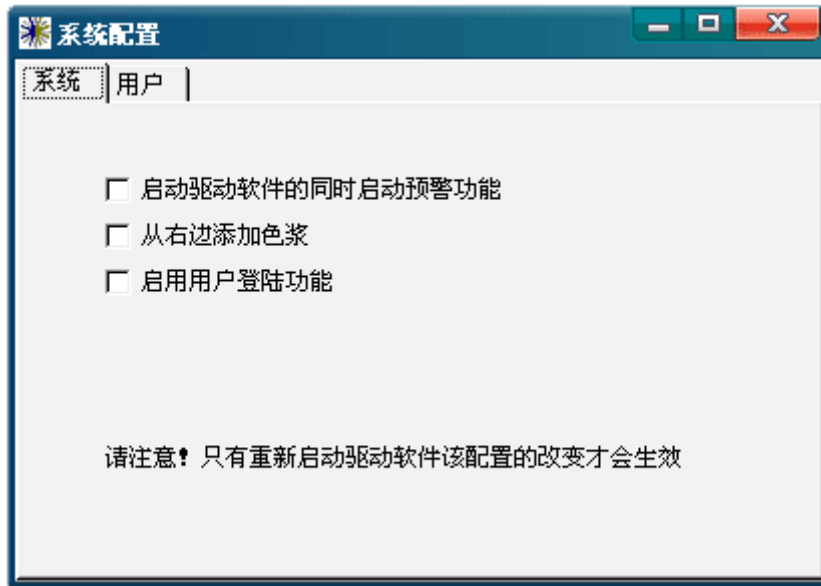 系统配置
系统 用户
启动驱动软件的同时启动预警功能
从右边添加色浆
启用用户登陆功能
请注意！只有重新启动驱动软件该配置的改变才会生效